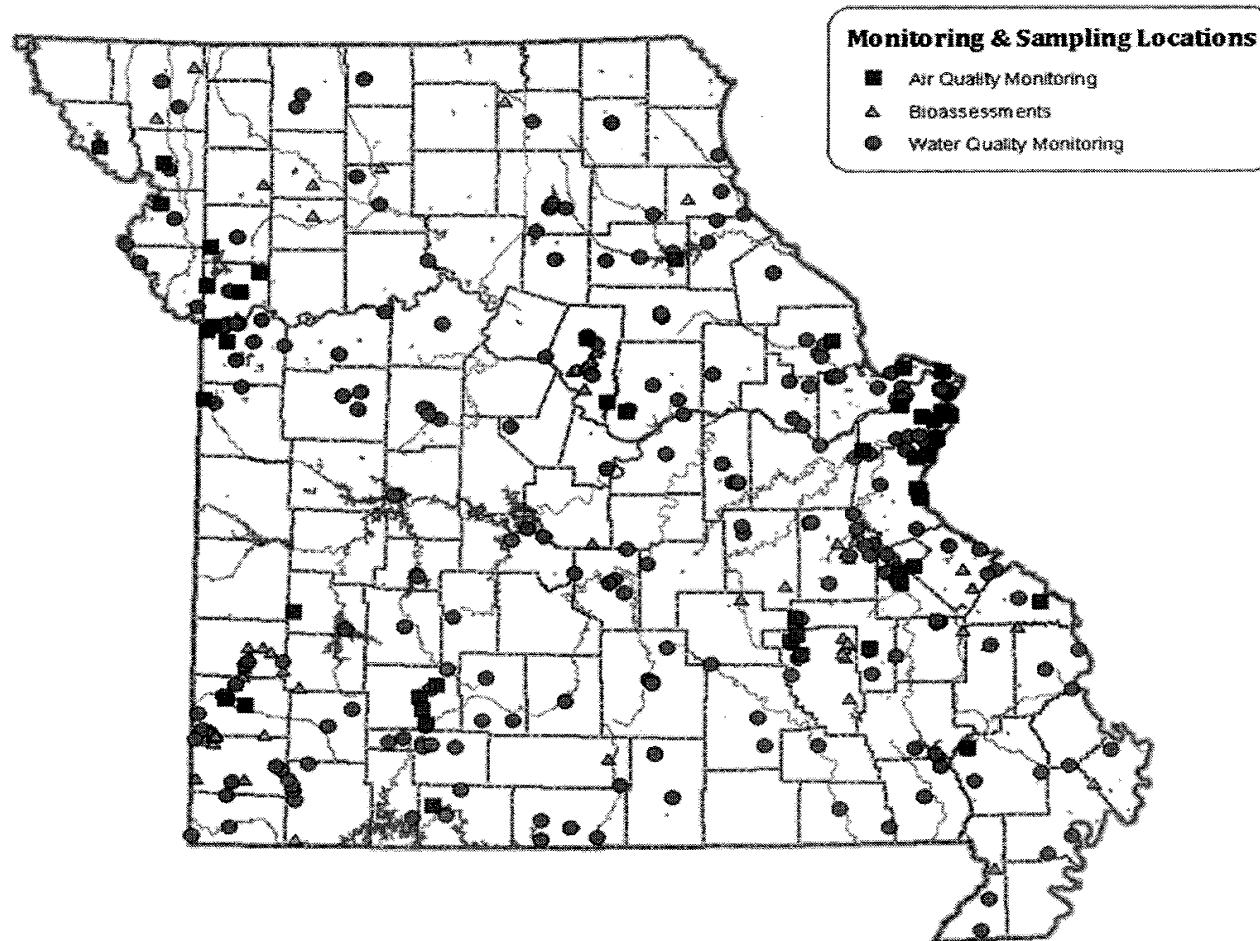 Monitoring & Sampling Locations
Air Quality Monitoring
Bioassessments
Water Quality Monitoring